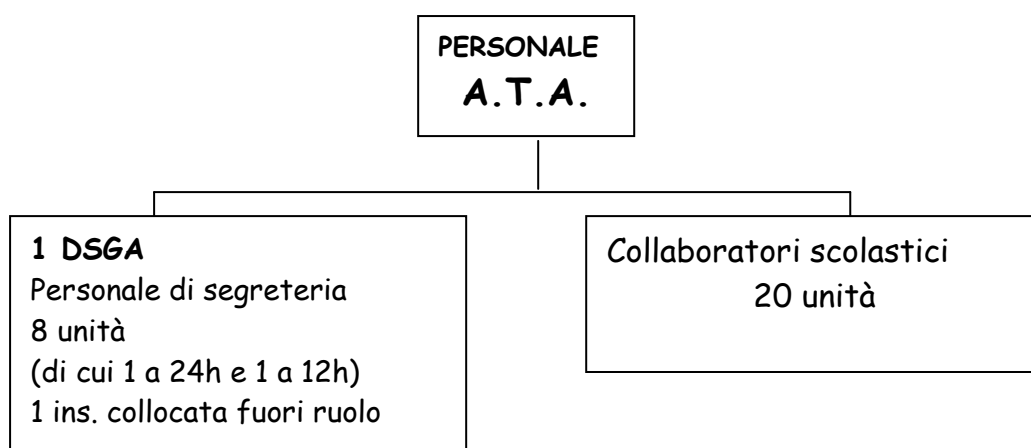 PERSONALE
A.T.A.
1 DSGA
Personale di segreteria
8 unità
(di cui 1 a 24h e 1 a 12h)
1 ins. collocata fuori ruolo
Collaboratori scolastici
20 unità